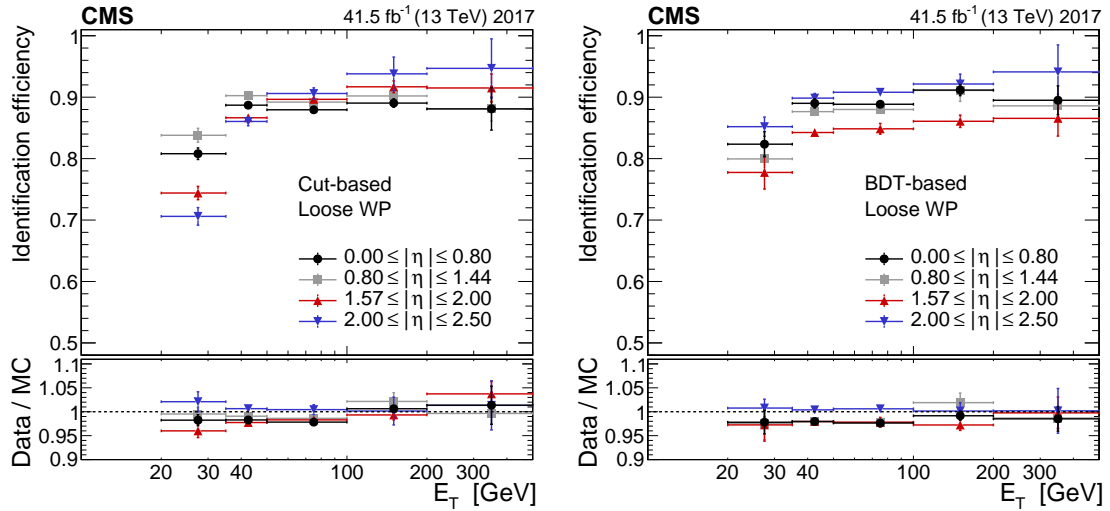 CMS 41.5 fb⁻¹ (13 TeV) 2017
Identification efficiency
1
0.9
0.8
0.7
0.6
0.5
Cut-based
Loose WP
0.00 ≤ |η| ≤ 0.80
0.80 ≤ |η| ≤ 1.44
1.57 ≤ |η| ≤ 2.00
2.00 ≤ |η| ≤ 2.50
Data / MC
1.1
1.05
1
0.95
0.9
20 30 40 100 200 300
E_T [GeV]
CMS 41.5 fb⁻¹ (13 TeV) 2017
Identification efficiency
1
0.9
0.8
0.7
0.6
0.5
BDT-based
Loose WP
0.00 ≤ |η| ≤ 0.80
0.80 ≤ |η| ≤ 1.44
1.57 ≤ |η| ≤ 2.00
2.00 ≤ |η| ≤ 2.50
Data / MC
1.1
1.05
1
0.95
0.9
20 30 40 100 200 300
E_T [GeV]